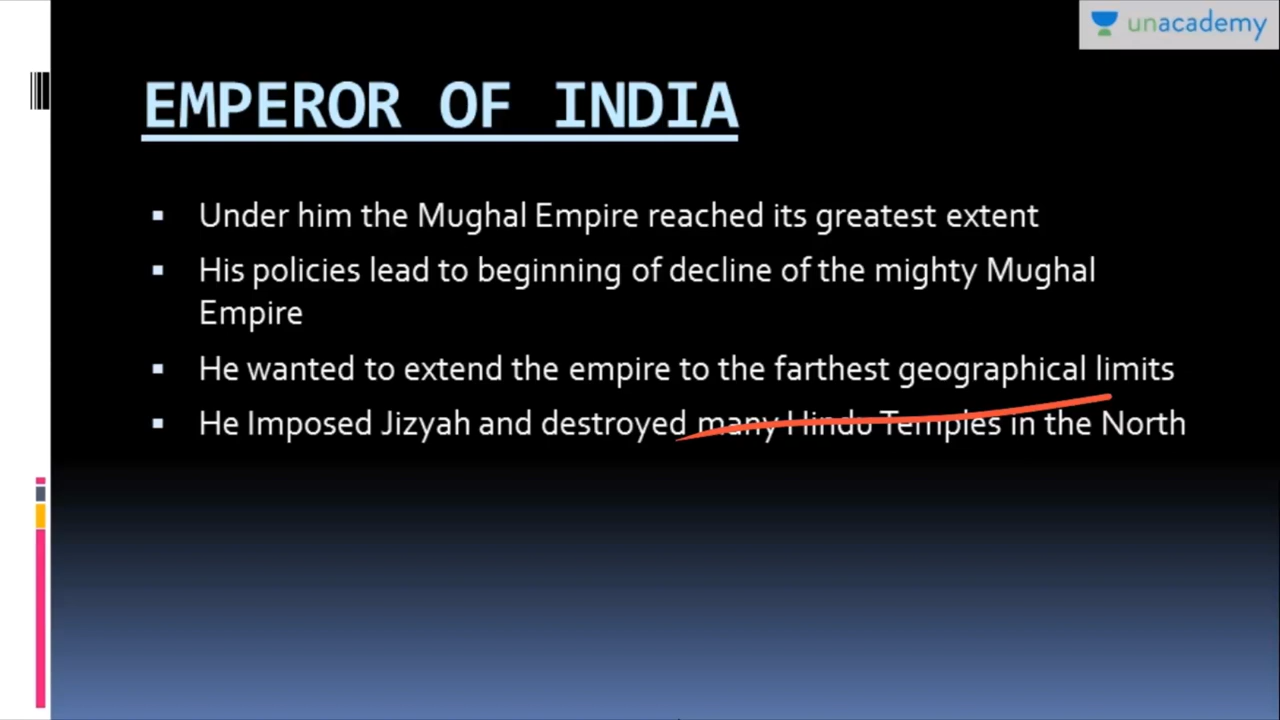 unacademy
EMPEROR OF INDIA
▪ Under him the Mughal Empire reached its greatest extent
▪ His policies lead to beginning of decline of the mighty Mughal
Empire
▪ He wanted to extend the empire to the farthest geographical limits
▪ He Imposed Jizyah and destroyed many Hindu Temples in the North